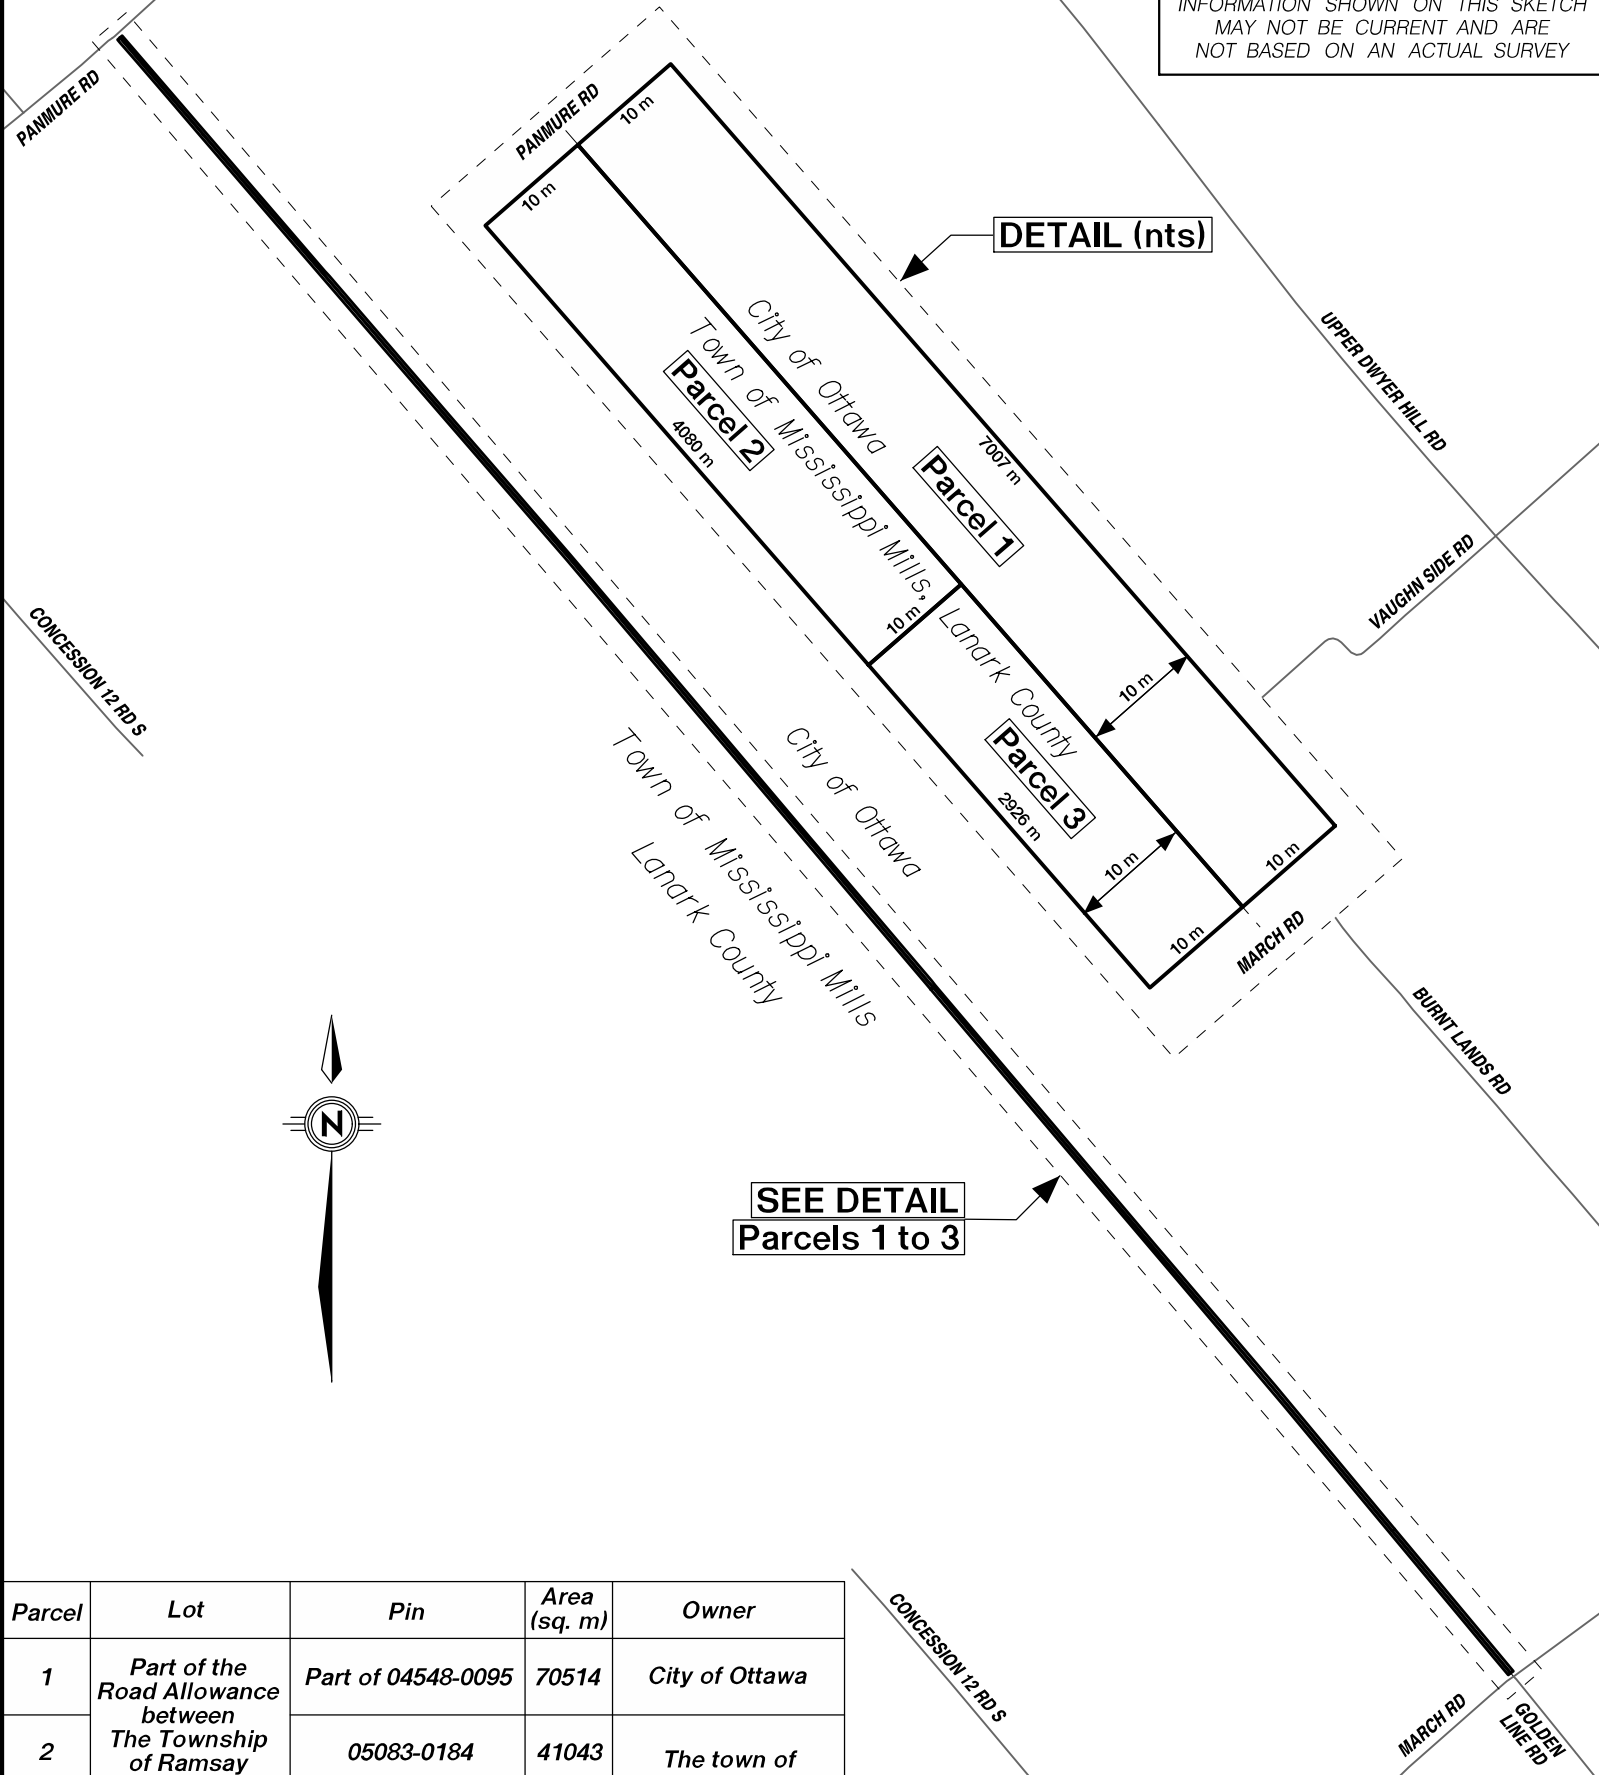 INFORMATION SHOWN ON THIS SKETCH
MAY NOT BE CURRENT AND ARE
NOT BASED ON AN ACTUAL SURVEY
PANMURE RD
PANMURE RD
10 m
10 m
DETAIL (nts)
UPPER DWYER HILL RD
City of Ottawa
Town of Mississippi Mills,
Lanark County
Parcel 2
4080 m
7007 m
Parcel 1
VAUGHN SIDE RD
CONCESSION 12 RD S
10 m
10 m
Parcel 3
2926 m
10 m
10 m
10 m
MARCH RD
City of Ottawa
Town of Mississippi Mills
Lanark County
BURNT LANDS RD
N
SEE DETAIL
Parcels 1 to 3
CONCESSION 12 RD S
MARCH RD
GOLDEN
LINE RD
Parcel Lot Pin Area (sq. m) Owner
1 Part of the Road Allowance between The Township of Ramsay Part of 04548-0095 70514 City of Ottawa
2 05083-0184 41043 The town of